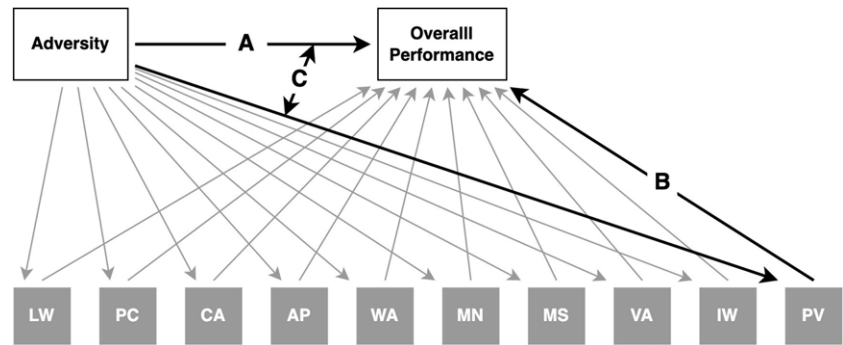 Adversity
A
Overalll
Performance
C
B
LW
PC
CA
AP
WA
MN
MS
VA
IW
PV